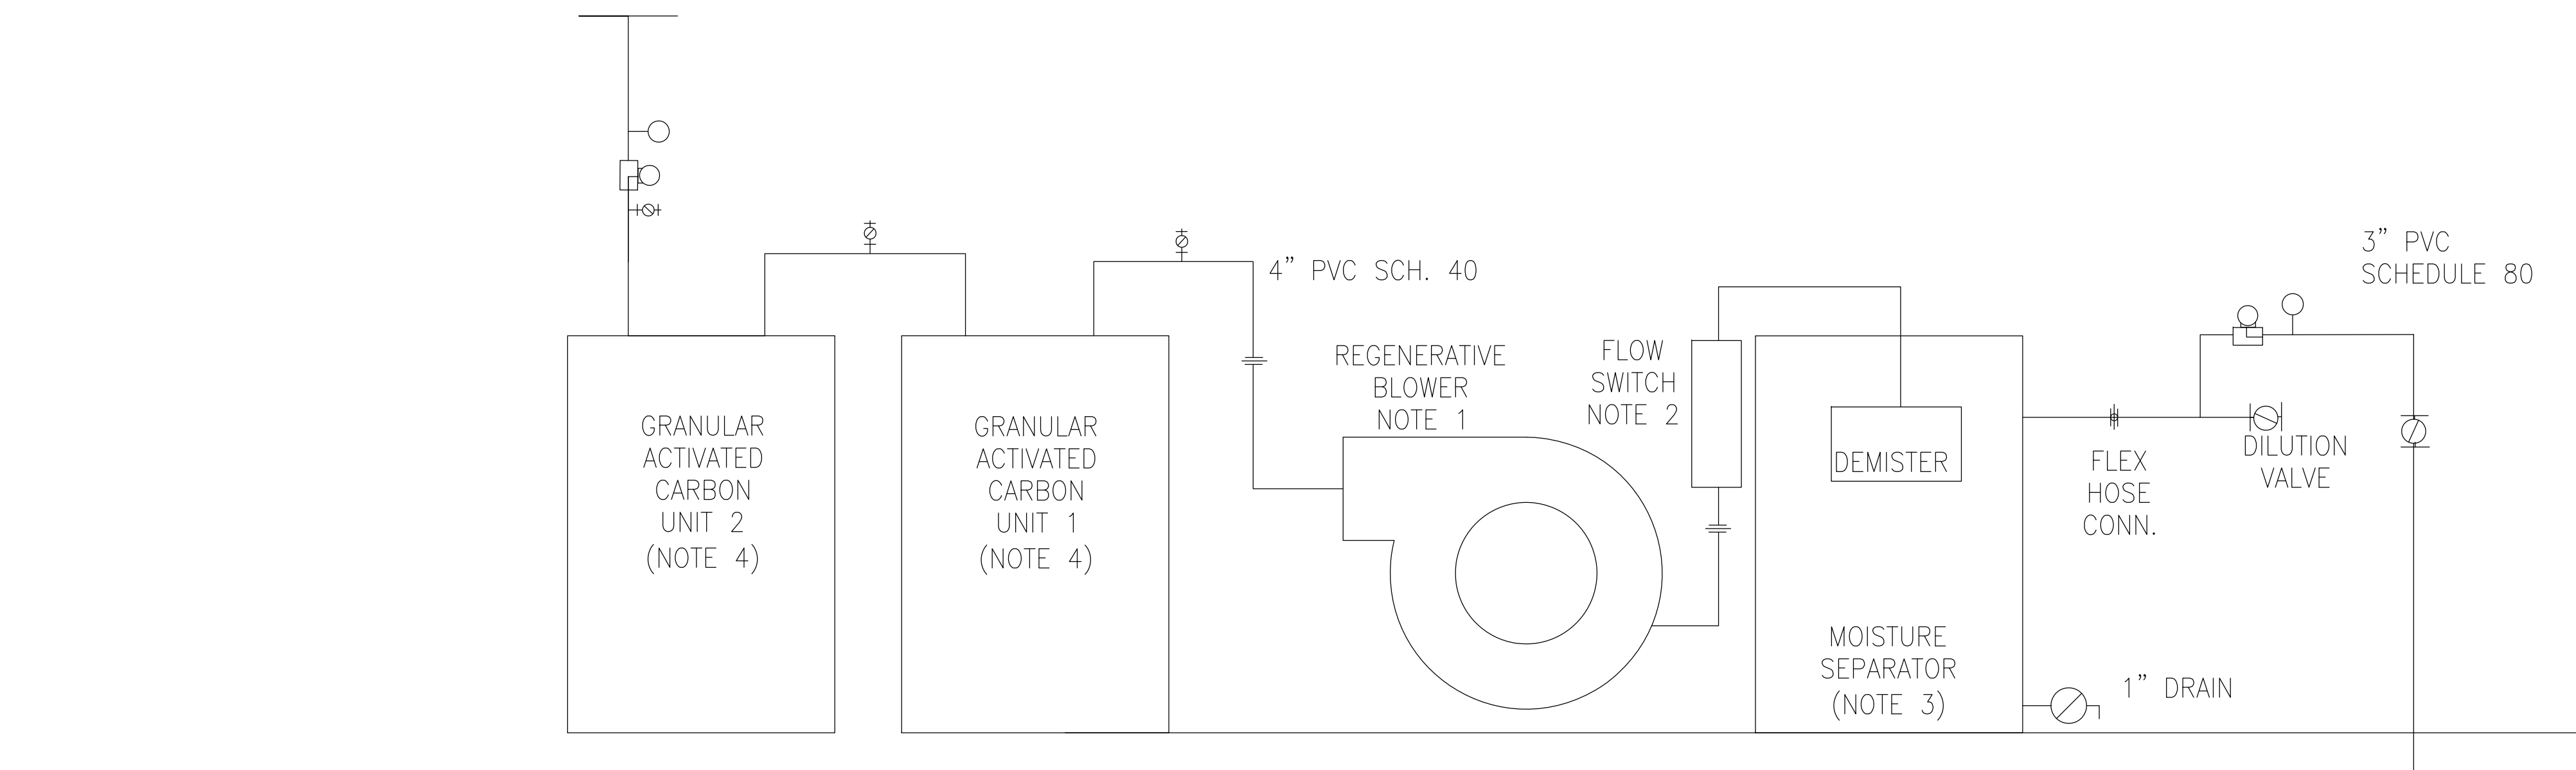 3” PVC
SCHEDULE 80
4” PVC SCH. 40
REGENERATIVE
BLOWER
NOTE 1
FLOW
SWITCH
NOTE 2
GRANULAR
ACTIVATED
CARBON
UNIT 2
(NOTE 4)
GRANULAR
ACTIVATED
CARBON
UNIT 1
(NOTE 4)
DEMISTER
FLEX
HOSE
CONN.
DILUTION
VALVE
MOISTURE
SEPARATOR
(NOTE 3)
1” DRAIN